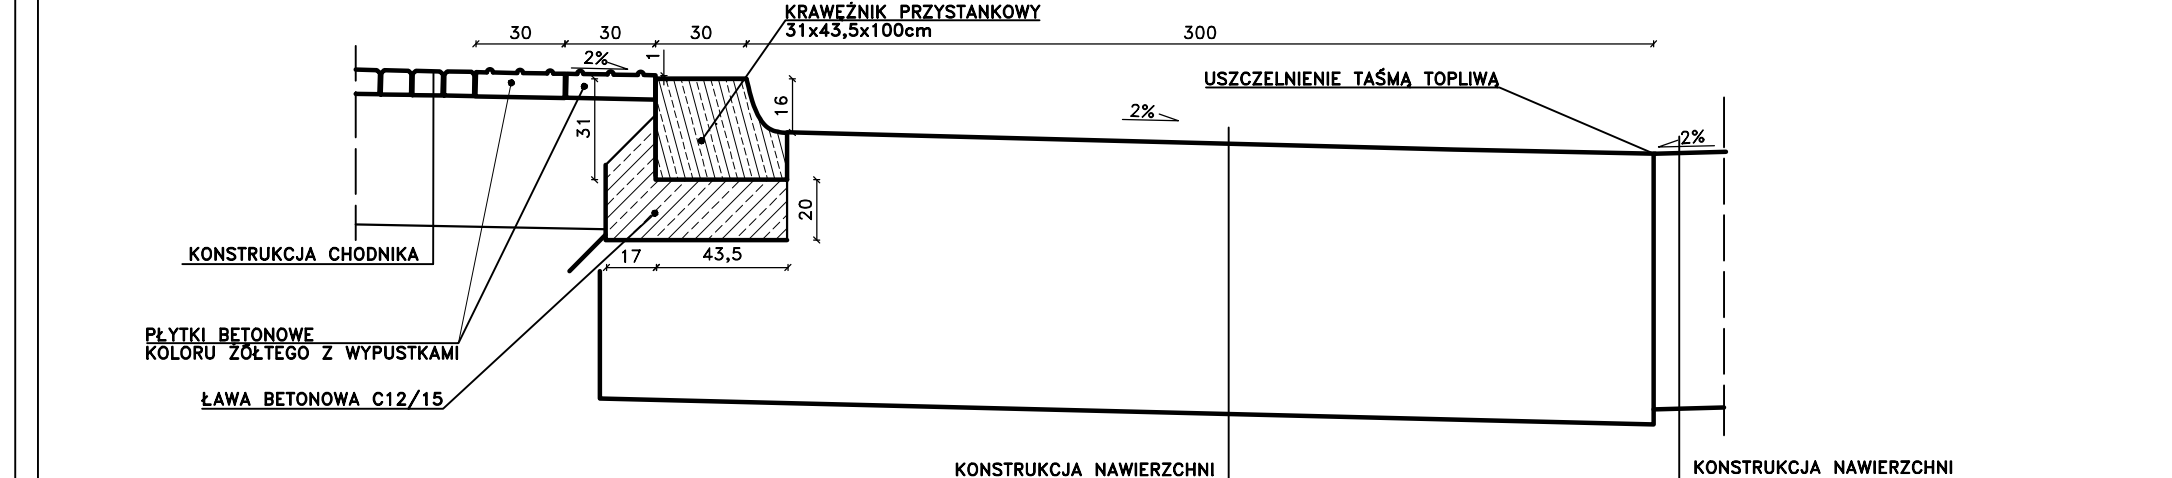 KRAWĘŻNIK PRZYSTANKOWY
31x43,5x100cm
30
30
30
300
2%
1
USZCZELNIENIE TAŚMĄ TOPLIWĄ
16
31
2%
2%
20
KONSTRUKCJA CHODNIKA
17
43,5
PŁYTKI BETONOWE
KOLORU ŻÓŁTEGO Z WYPUSTKAMI
ŁAWA BETONOWA C12/15
KONSTRUKCJA NAWIERZCHNI
KONSTRUKCJA NAWIERZCHNI